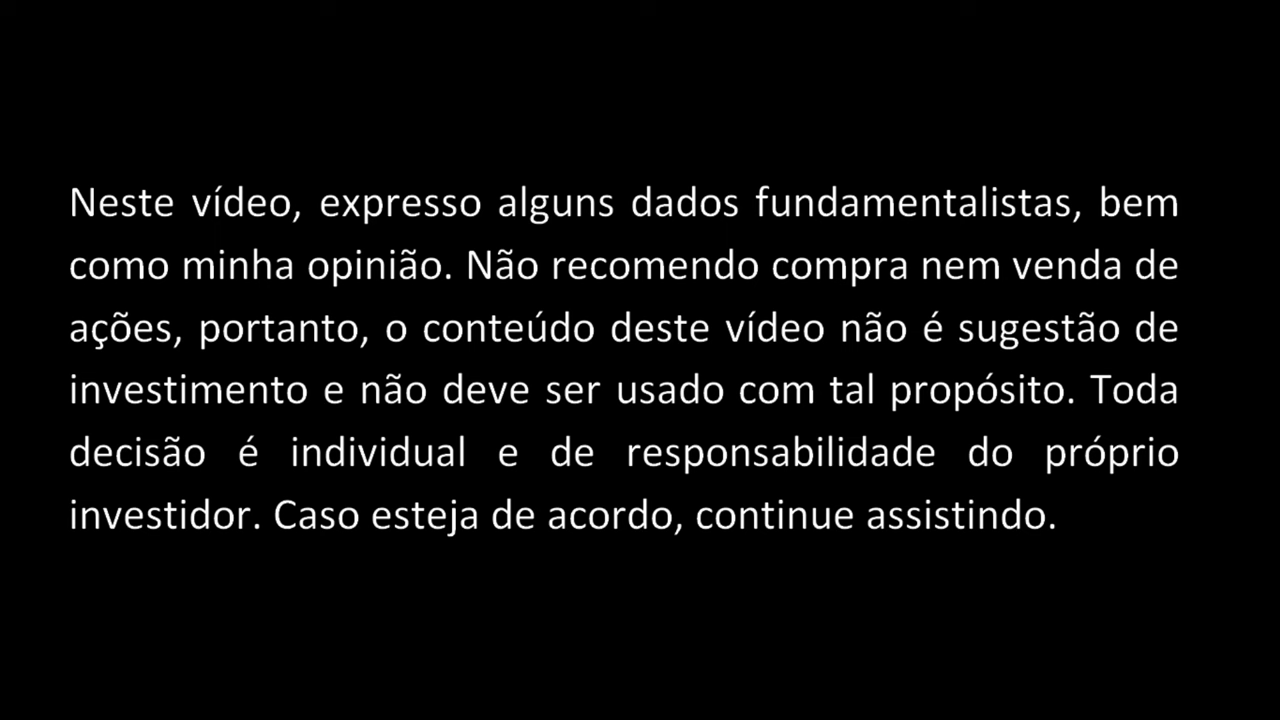 Neste vídeo, expresso alguns dados fundamentalistas, bem
como minha opinião. Não recomendo compra nem venda de
ações, portanto, o conteúdo deste vídeo não é sugestão de
investimento e não deve ser usado com tal propósito. Toda
decisão é individual e de responsabilidade do próprio
investidor. Caso esteja de acordo, continue assistindo.